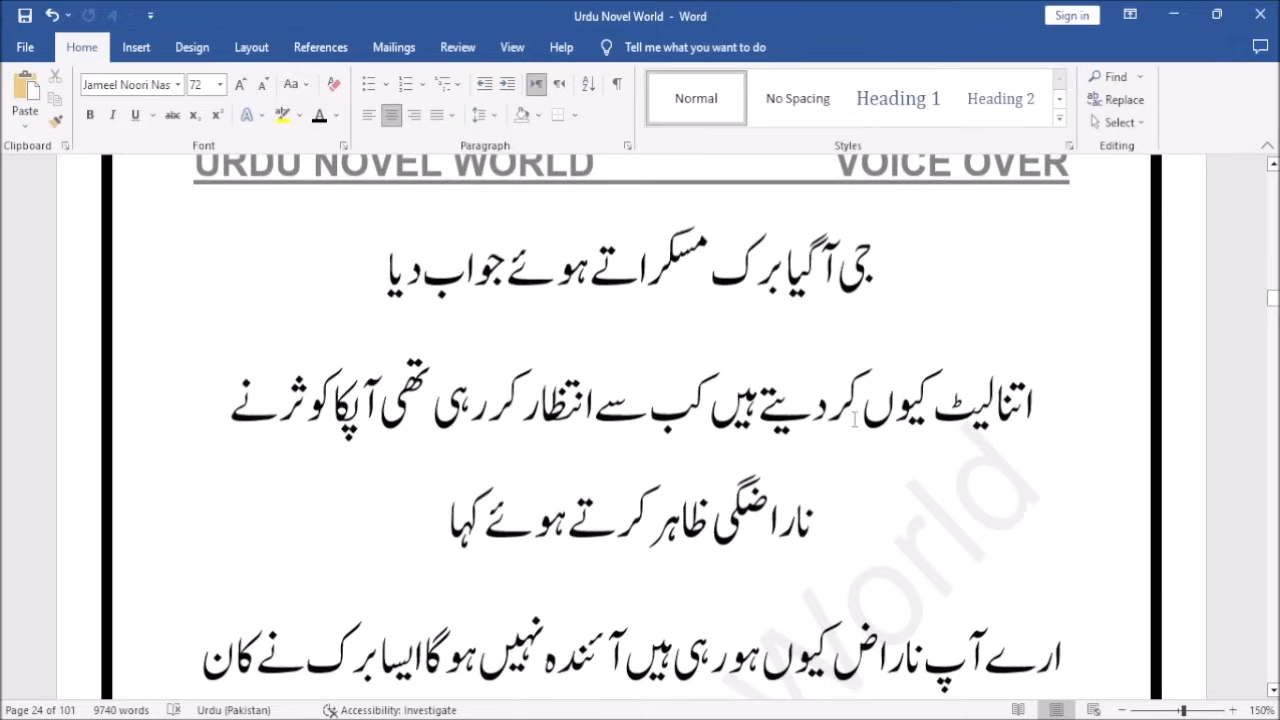 Urdu Novel World - Word
Sign in
File Home Insert Design Layout References Mailings Review View Help Tell me what you want to do
Paste
Jameel Noori Nas 72
Normal No Spacing Heading 1 Heading 2
Find
Replace
Select
Clipboard Font Paragraph Styles Editing
URDU NOVEL WORLD VOICE OVER
جی آگیا برک مسکراتے ہوئے جواب دیا
اتنا لیٹ کیوں کر دیتے ہیں کب سے انتظار کر رہی تھی آپکا کوثر نے
ناراضگی ظاہر کرتے ہوئے کہا
ارے آپ ناراض کیوں ہو رہی ہیں آئندہ نہیں ہوگا ایسا برک نے کان
World
Page 24 of 101 9740 words Urdu (Pakistan) Accessibility: Investigate 150%